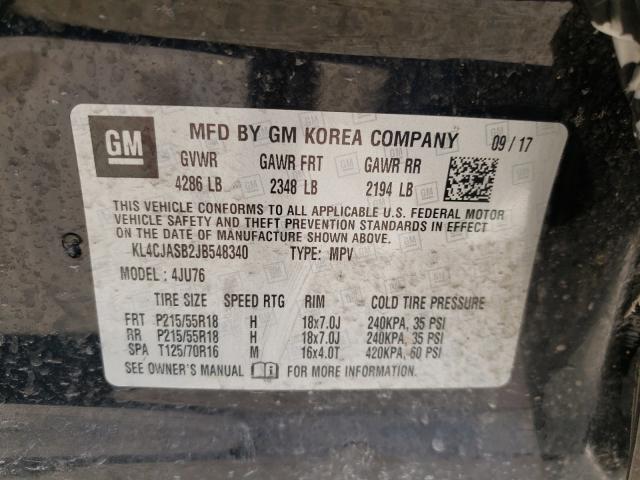 GM MFD BY GM KOREA COMPANY 09 / 17
GVWR GAWR FRT GAWR RR
4286 LB 2348 LB 2194 LB
THIS VEHICLE CONFORMS TO ALL APPLICABLE U.S. FEDERAL MOTOR
VEHICLE SAFETY AND THEFT PREVENTION STANDARDS IN EFFECT
ON THE DATE OF MANUFACTURE SHOWN ABOVE.
KL4CJASB2JB548340 TYPE: MPV
MODEL : 4JU76
TIRE SIZE SPEED RTG RIM COLD TIRE PRESSURE
FRT P215/55R18 H 18x7.0J 240KPA, 35 PSI
RR P215/55R18 H 18x7.0J 240KPA, 35 PSI
SPA T125/70R16 M 16x4.0T 420KPA, 60 PSI
SEE OWNER'S MANUAL FOR MORE INFORMATION.